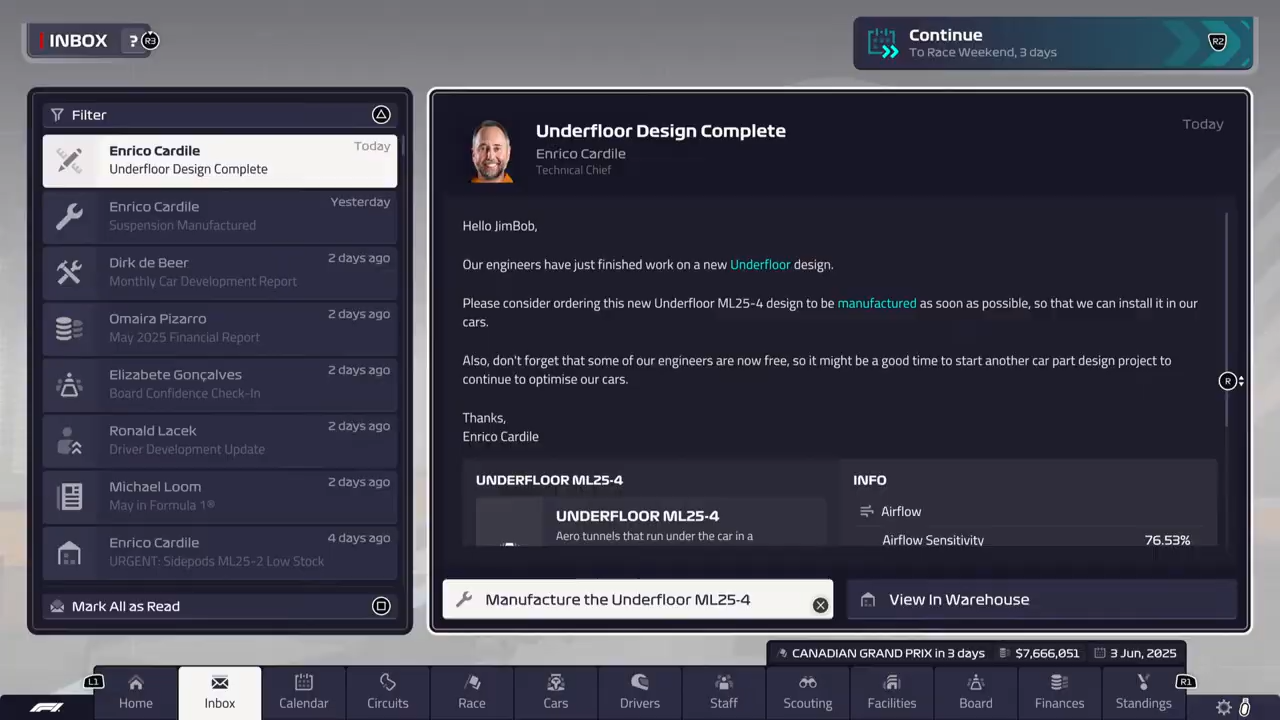 INBOX
?
R3
Continue
To Race Weekend, 3 days
R2
Filter
Enrico Cardile
Today
Underfloor Design Complete
Enrico Cardile
Yesterday
Suspension Manufactured
Dirk de Beer
2 days ago
Monthly Car Development Report
Omaira Pizarro
2 days ago
May 2025 Financial Report
Elizabete Gonçalves
2 days ago
Board Confidence Check-In
Ronald Lacek
2 days ago
Driver Development Update
Michael Loom
2 days ago
May in Formula 1®
Enrico Cardile
4 days ago
URGENT: Sidepods ML25-2 Low Stock
Mark All as Read
Underfloor Design Complete
Today
Enrico Cardile
Technical Chief
Hello JimBob,
Our engineers have just finished work on a new Underfloor design.
Please consider ordering this new Underfloor ML25-4 design to be manufactured as soon as possible, so that we can install it in our
cars.
Also, don't forget that some of our engineers are now free, so it might be a good time to start another car part design project to
continue to optimise our cars.
Thanks,
Enrico Cardile
R
UNDERFLOOR ML25-4
UNDERFLOOR ML25-4
Aero tunnels that run under the car in a
INFO
Airflow
Airflow Sensitivity
76.53%
Manufacture the Underfloor ML25-4
View In Warehouse
CANADIAN GRAND PRIX in 3 days
$7,666,051
3 Jun, 2025
L1
Home
Inbox
Calendar
Circuits
Race
Cars
Drivers
Staff
Scouting
Facilities
Board
Finances
Standings
R1
F1